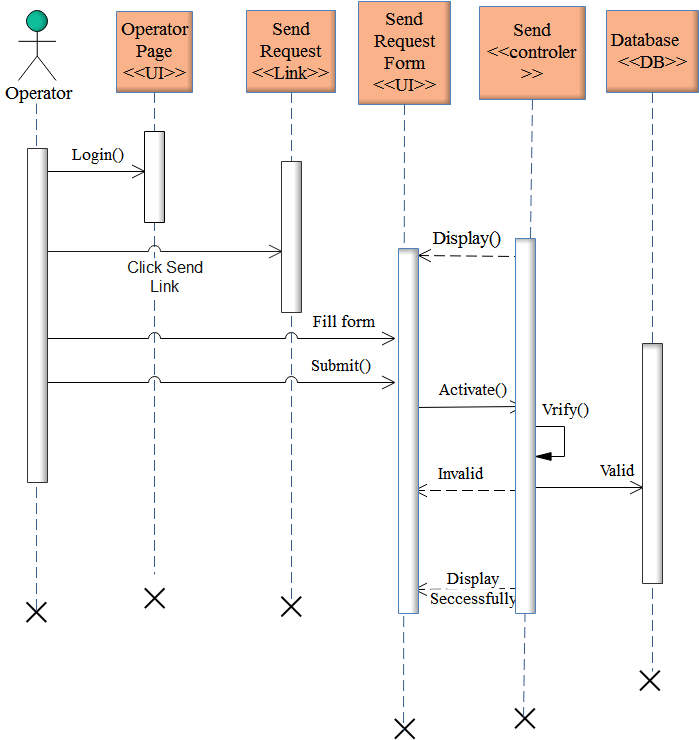 Operator
Operator
Page
<<UI>>
Send
Request
<<Link>>
Send
Request
Form
<<UI>>
Send
<<controler
>>
Database
<<DB>>
Login()
Display()
Click Send
Link
Fill form
Submit()
Activate()
Vrify()
Invalid
Valid
Display
Seccessfully